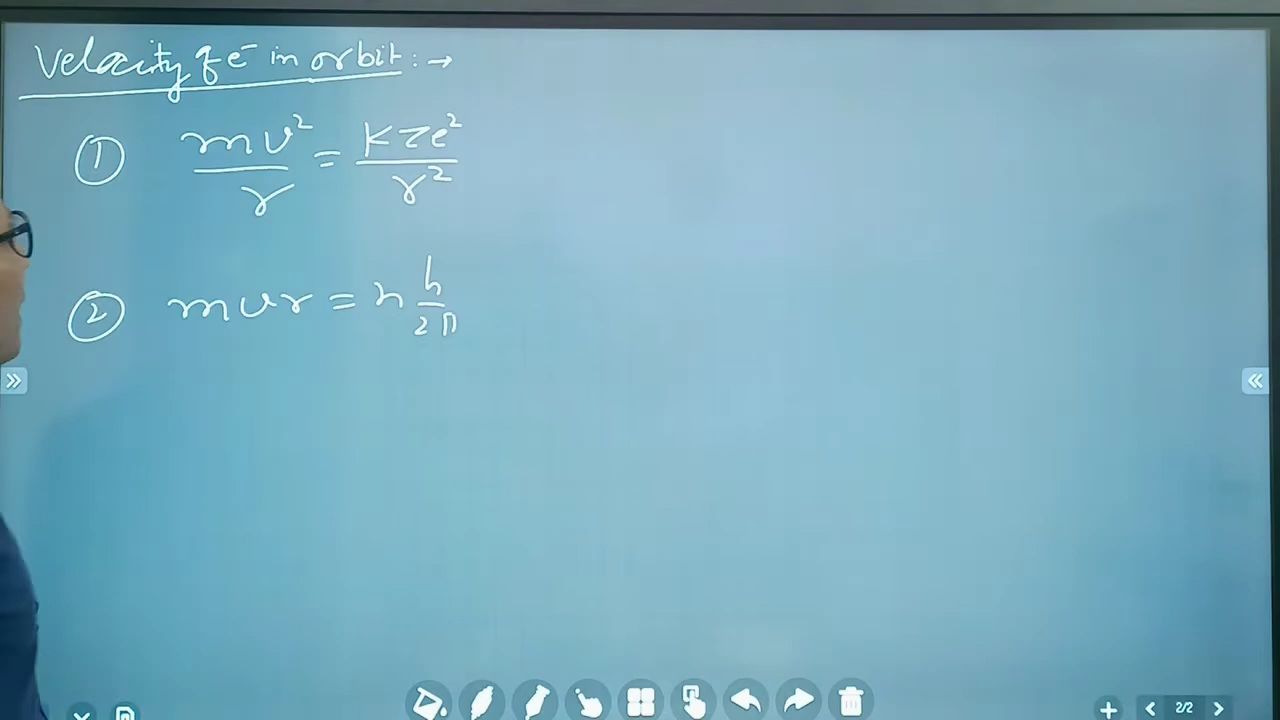 Velocity of e⁻ in orbit :→
① mv²/r = KZe²/r²
② mvr = n h/2π
2/2